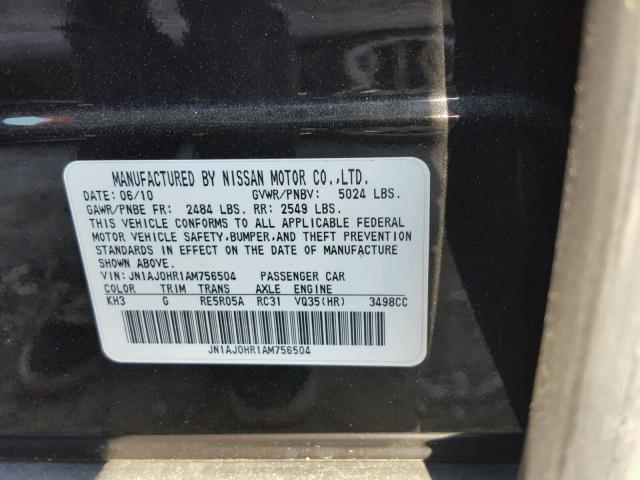 MANUFACTURED BY NISSAN MOTOR CO.,LTD.
DATE: 06/10 GVWR/PNBV: 5024 LBS.
GAWR/PNBE FR: 2484 LBS. RR: 2549 LBS.
THIS VEHICLE CONFORMS TO ALL APPLICABLE FEDERAL
MOTOR VEHICLE SAFETY,BUMPER,AND THEFT PREVENTION
STANDARDS IN EFFECT ON THE DATE OF MANUFACTURE
SHOWN ABOVE.
VIN: JN1AJ0HR1AM756504 PASSENGER CAR
COLOR TRIM TRANS AXLE ENGINE
KH3 G RE5R05A RC31 VQ35(HR) 3498CC
JN1AJ0HR1AM756504